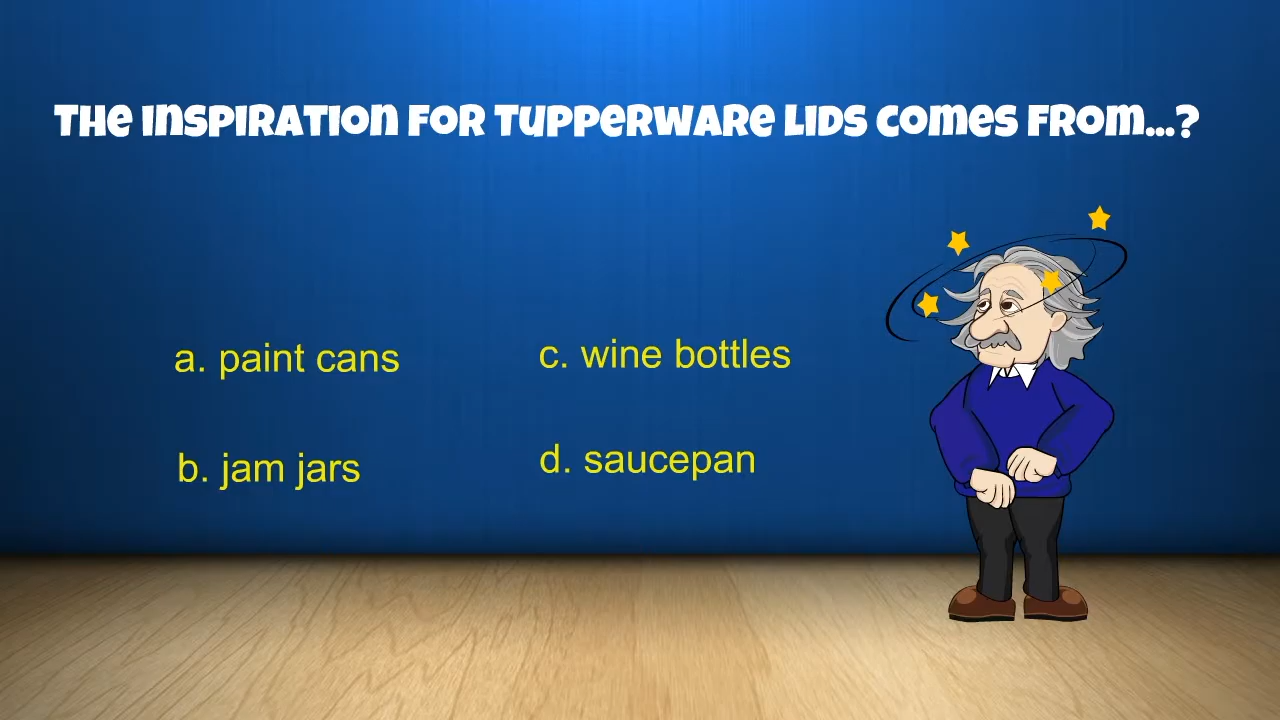 The inspiration for Tupperware lids comes from...?
a. paint cans
b. jam jars
c. wine bottles
d. saucepan